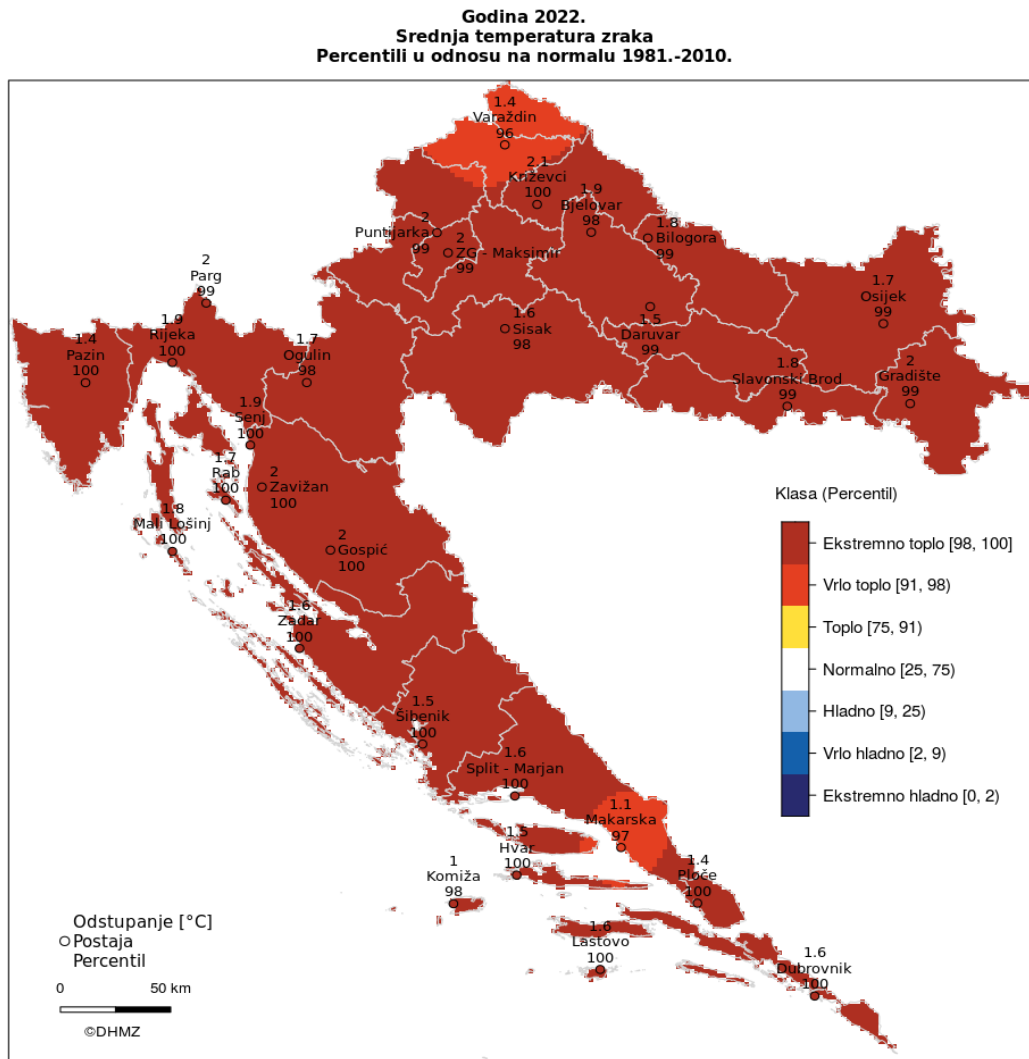 Godina 2022.
Srednja temperatura zraka
Percentili u odnosu na normalu 1981.-2010.
1.4
Varaždin
96
2.1
Križevci
100
1.9
Bjelovar
98
2
Puntijarka
99
2
ZG - Maksimir
99
1.8
Bilogora
99
2
Parg
99
1.7
Osijek
99
1.4
Pazin
100
1.9
Rijeka
100
1.7
Ogulin
98
1.6
Sisak
98
1.5
Daruvar
99
1.8
Slavonski Brod
99
2
Gradište
99
1.9
Senj
100
1.7
Rab
100
2
Zavižan
100
1.8
Mali Lošinj
100
2
Gospić
100
1.6
Zadar
100
1.5
Šibenik
100
1.6
Split - Marjan
100
1.1
Makarska
97
1.5
Hvar
100
1
Komiža
98
1.4
Ploče
100
1.6
Lastovo
100
1.6
Dubrovnik
100
Klasa (Percentil)
Ekstremno toplo [98, 100]
Vrlo toplo [91, 98)
Toplo [75, 91)
Normalno [25, 75)
Hladno [9, 25)
Vrlo hladno [2, 9)
Ekstremno hladno [0, 2)
Odstupanje [°C]
Postaja
Percentil
0 50 km
©DHMZ